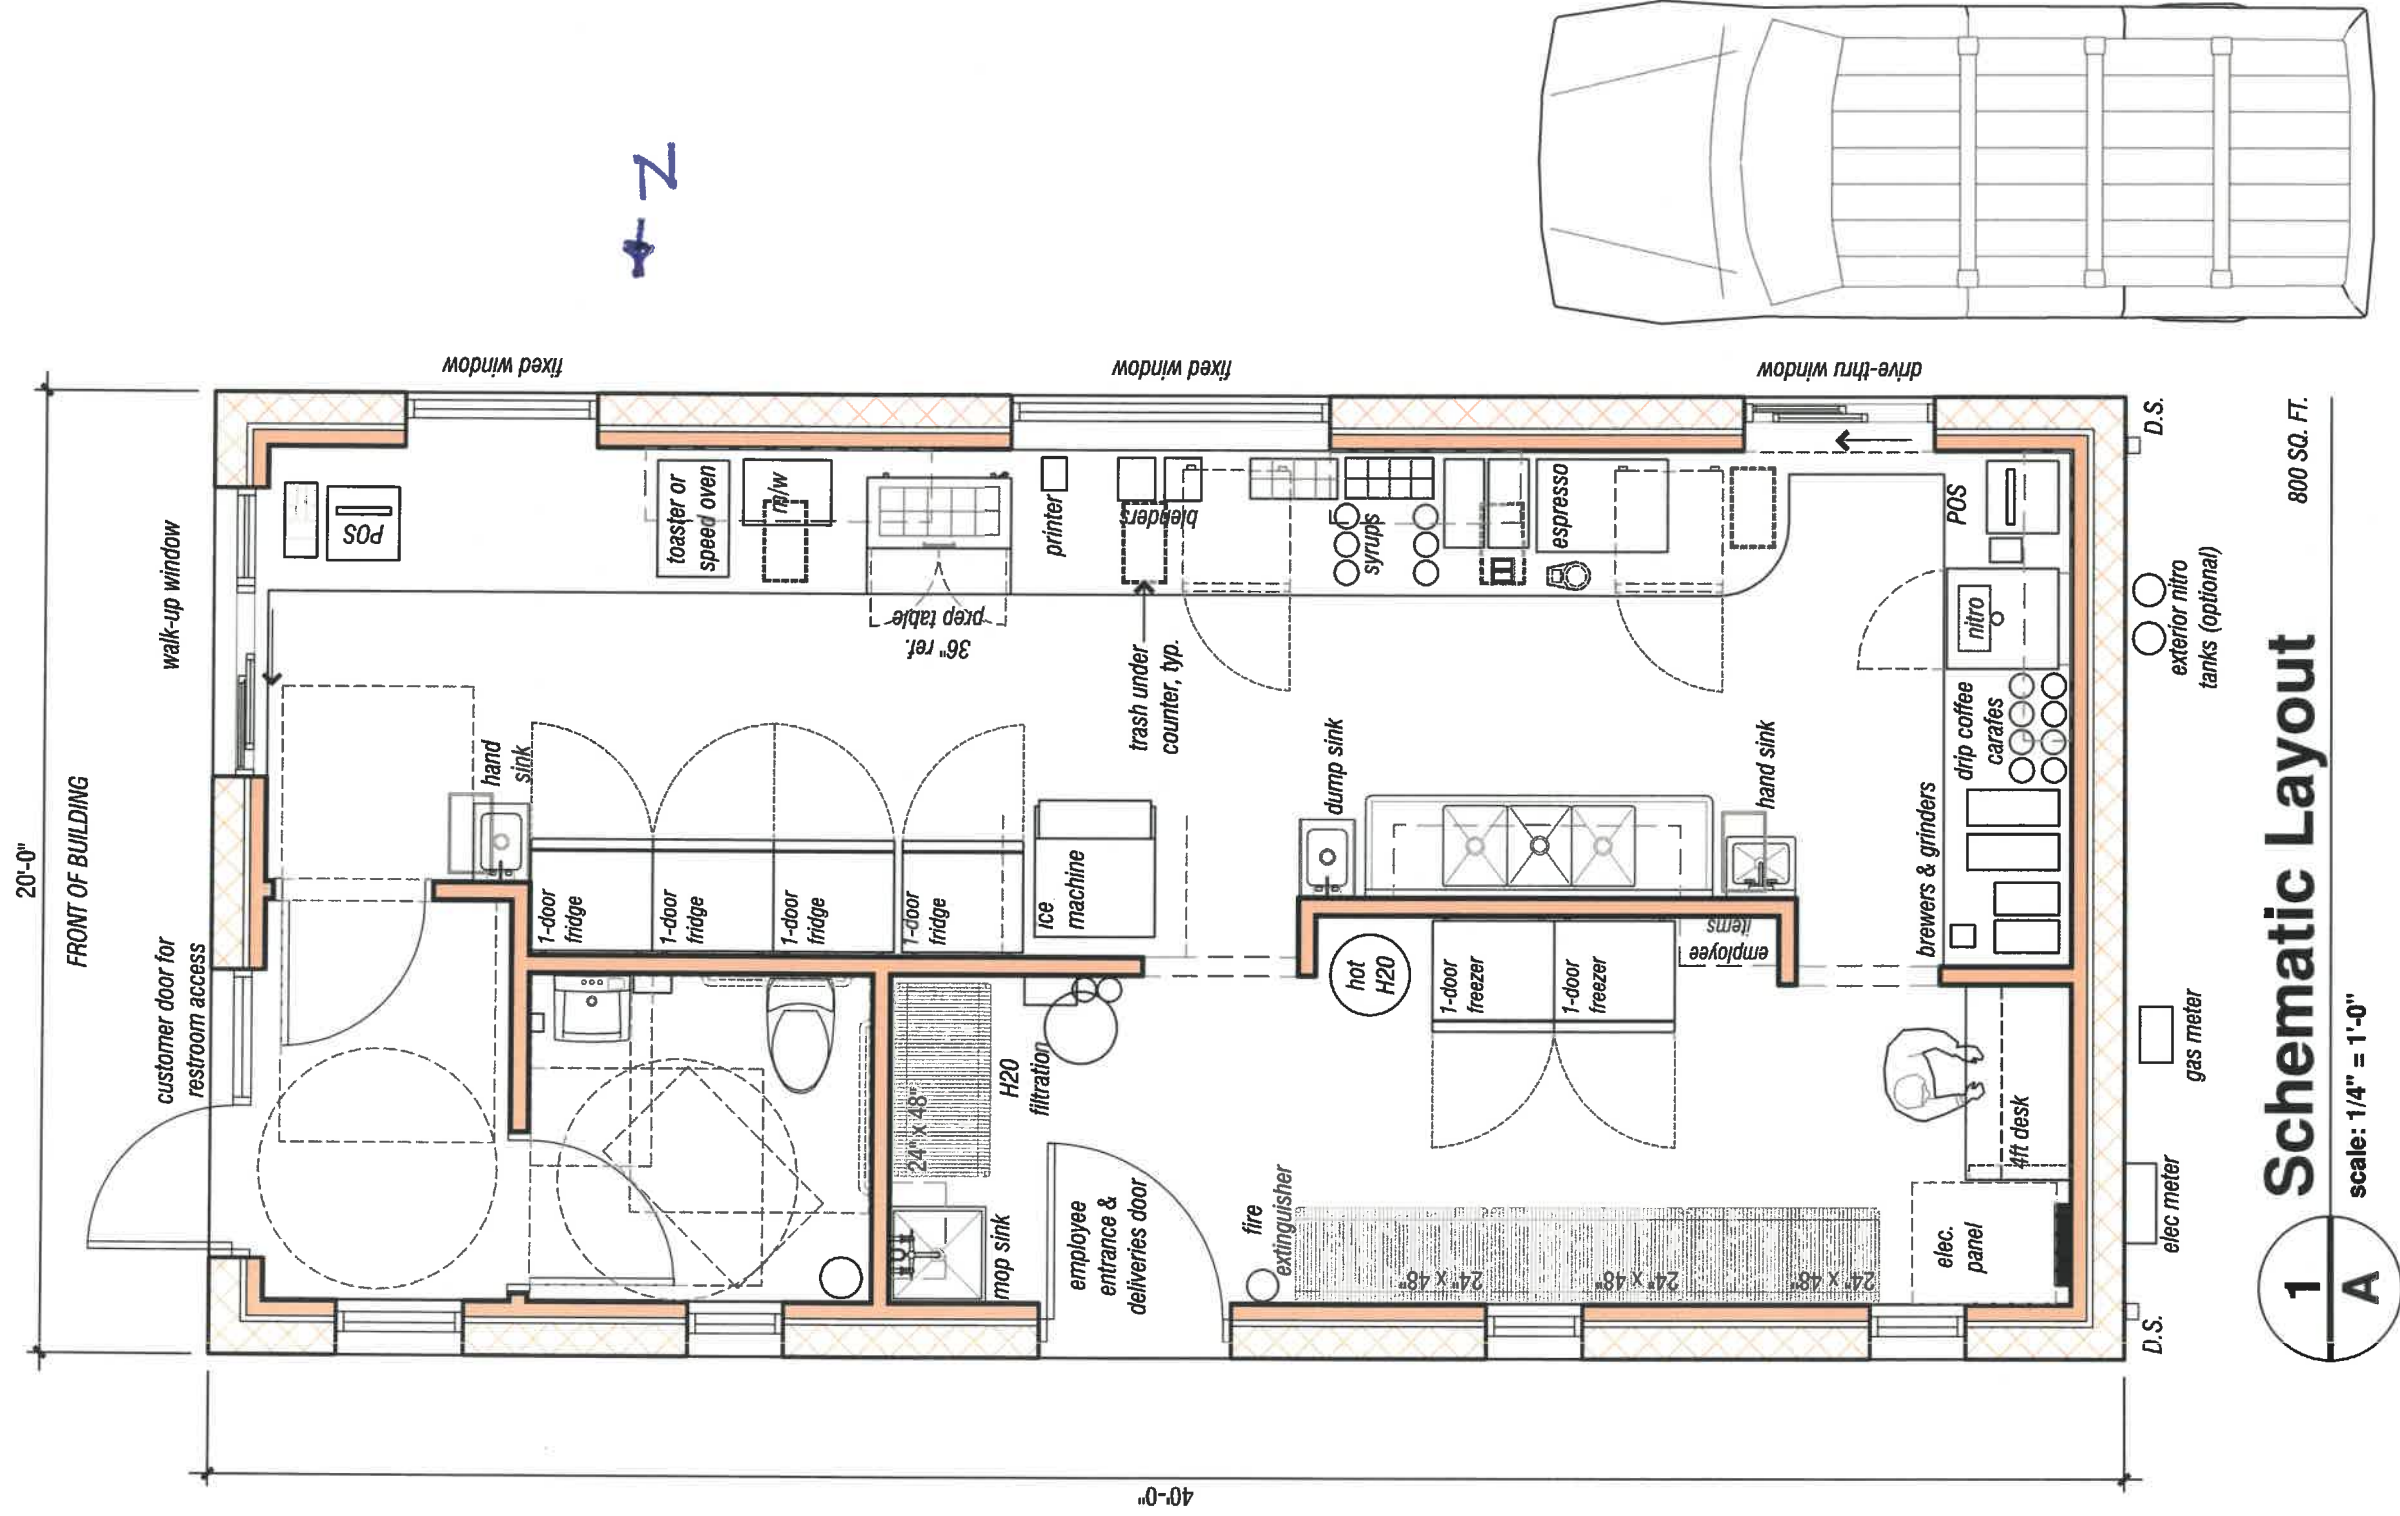 20'-0"
FRONT OF BUILDING
N
walk-up window
customer door for
restroom access
fixed window
fixed window
drive-thru window
POS
toaster or
speed oven
m/w
36" ref.
prep table
printer
blenders
trash under
counter, typ.
syrups
espresso
POS
nitro
drip coffee
carafes
brewers & grinders
hand
sink
1-door
fridge
1-door
fridge
1-door
fridge
1-door
fridge
ice
machine
dump sink
hand sink
hot
H20
1-door
freezer
1-door
freezer
employee
items
24" x 48"
H20
filtration
mop sink
employee
entrance &
deliveries door
fire
extinguisher
24" x 48"
24" x 48"
24" x 48"
4ft desk
elec.
panel
D.S.
exterior nitro
tanks (optional)
gas meter
elec meter
D.S.
40'-0"
1
A
Schematic Layout
scale: 1/4" = 1'-0"
800 SQ. FT.